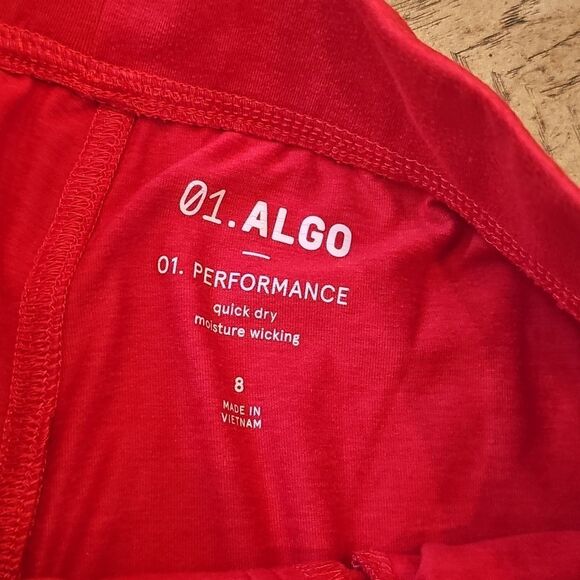 01.ALGO
01. PERFORMANCE
quick dry
moisture wicking
8
MADE IN
VIETNAM